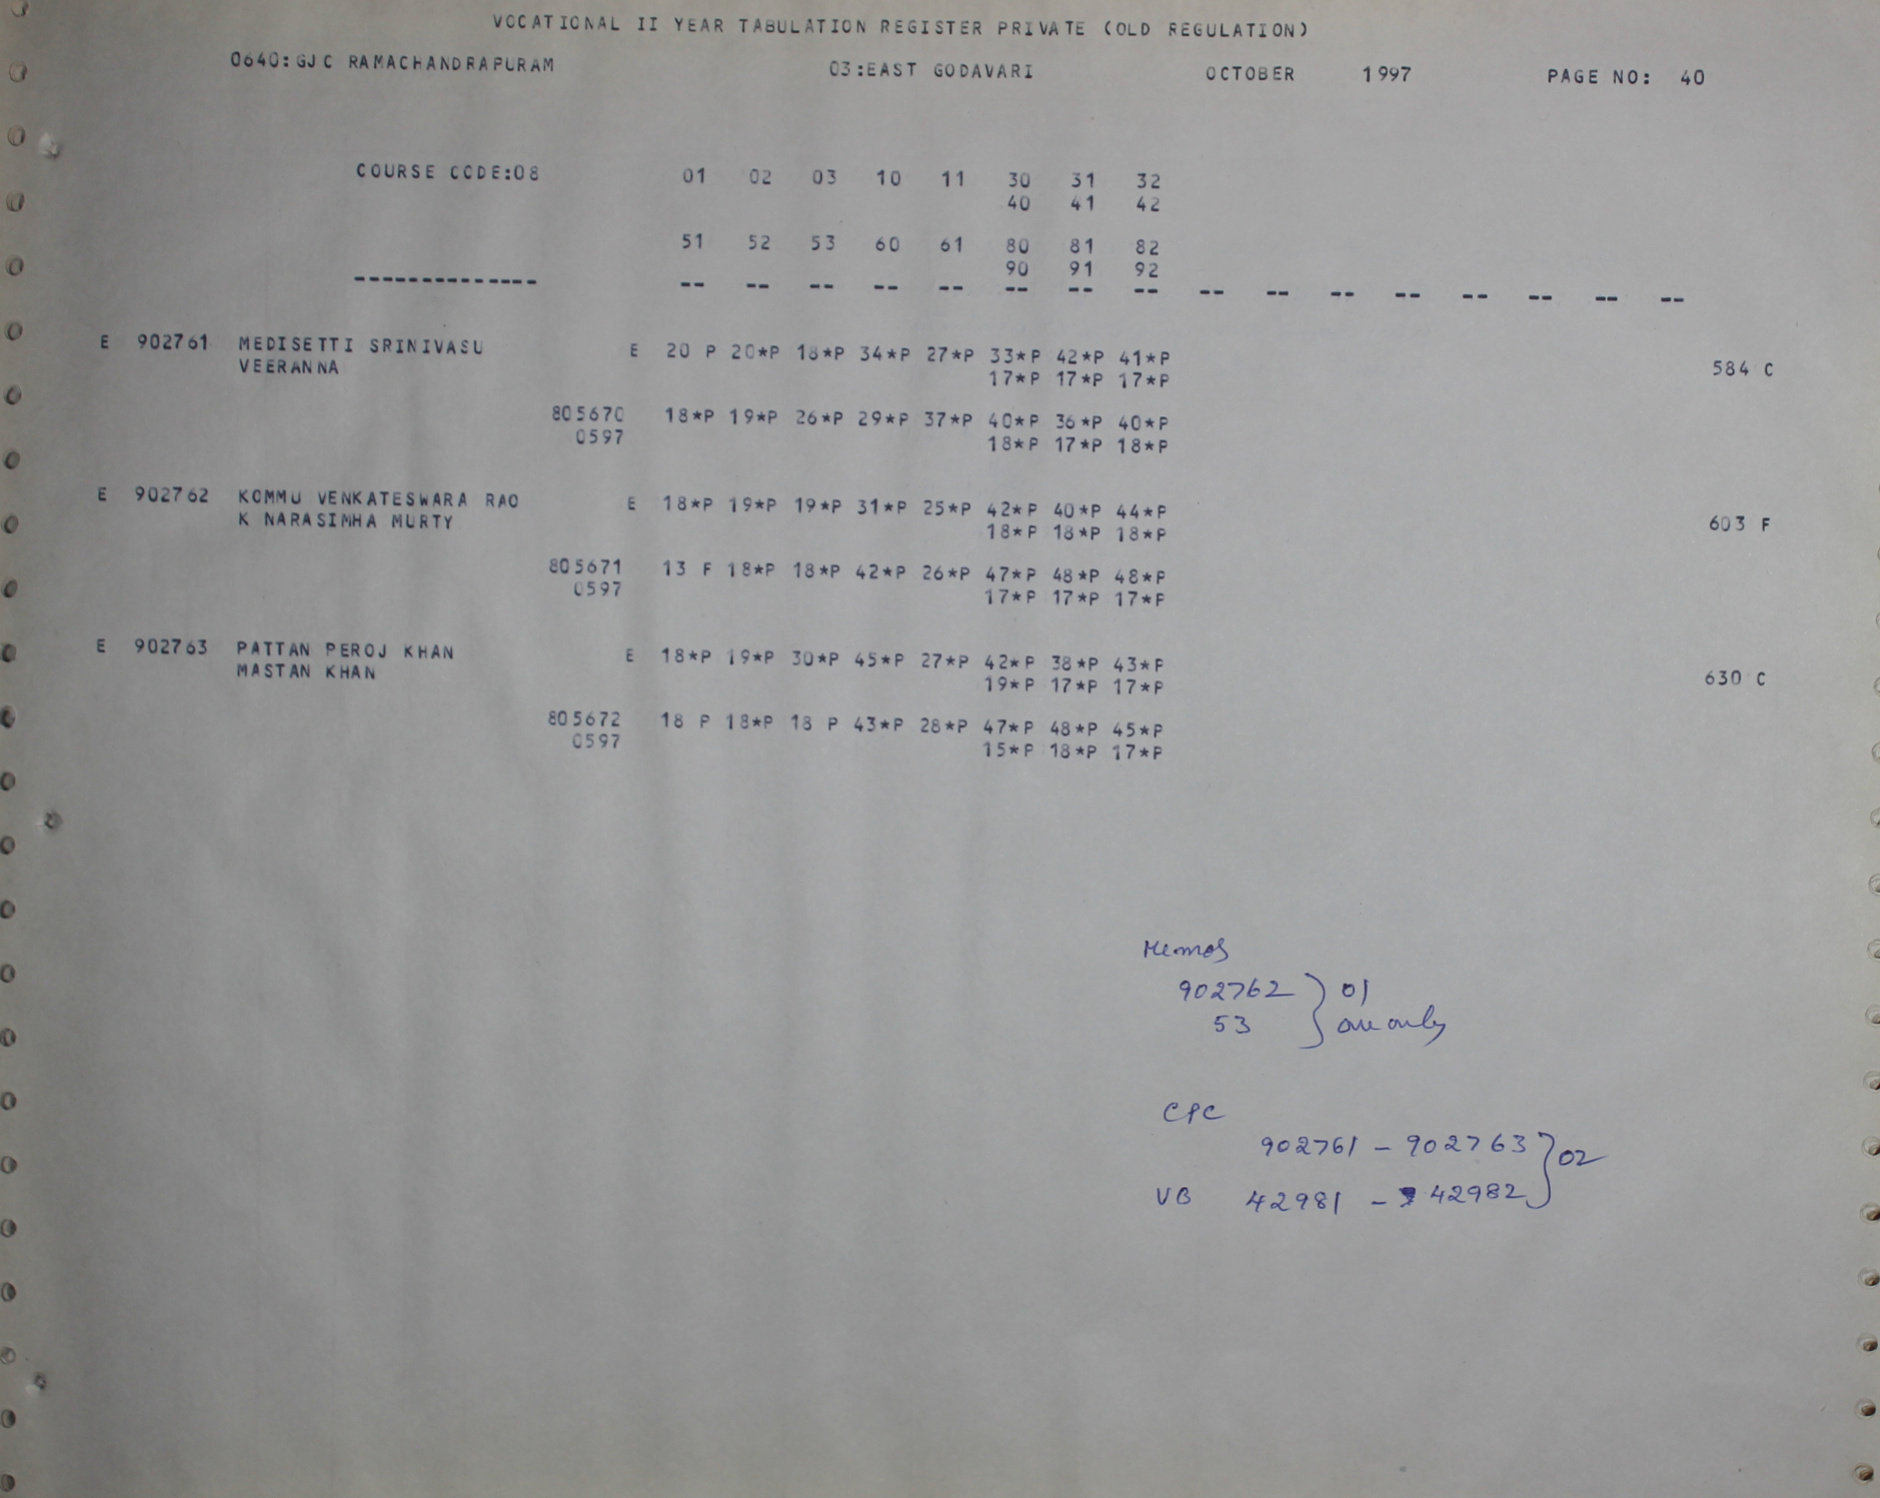 VOCATIONAL II YEAR TABULATION REGISTER PRIVATE (OLD REGULATION)
0640:GJC RAMACHANDRAPURAM 03:EAST GODAVARI OCTOBER 1997 PAGE NO: 40
COURSE CODE:08 01 02 03 10 11 30 31 32
40 41 42
51 52 53 60 61 80 81 82
90 91 92
-------------- -- -- -- -- -- -- -- -- -- -- -- -- -- -- -- --
E 902761 MEDISETTI SRINIVASU E 20 P 20*P 18*P 34*P 27*P 33*P 42*P 41*P
VEERANNA 17*P 17*P 17*P 584 C
805670 18*P 19*P 26*P 29*P 37*P 40*P 36*P 40*P
0597 18*P 17*P 18*P
E 902762 KOMMU VENKATESWARA RAO E 18*P 19*P 19*P 31*P 25*P 42*P 40*P 44*P
K NARASIMHA MURTY 18*P 18*P 18*P 603 F
805671 13 F 18*P 18*P 42*P 26*P 47*P 48*P 48*P
0597 17*P 17*P 17*P
E 902763 PATTAN PEROJ KHAN E 18*P 19*P 30*P 45*P 27*P 42*P 38*P 43*P
MASTAN KHAN 19*P 17*P 17*P 630 C
805672 18 P 18*P 18 P 43*P 28*P 47*P 48*P 45*P
0597 15*P 18*P 17*P
Memos
902762 } 01
53 one only
CPC
902761 - 902763 } 02
VB 42981 - 42982